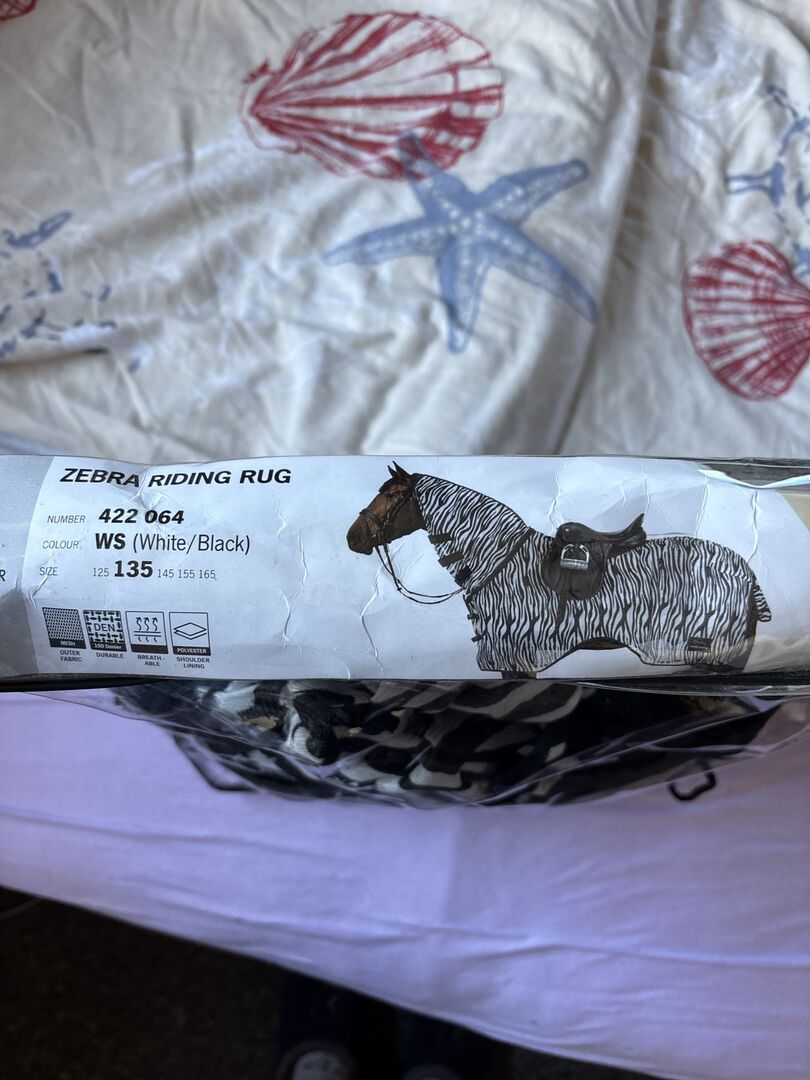 ZEBRA RIDING RUG
NUMBER 422 064
COLOUR WS (White/Black)
SIZE 125 135 145 155 165
R
MESH
OUTER
FABRIC
DEN
150 Denier
DURABLE
BREATH-
ABLE
POLYESTER
SHOULDER
LINING